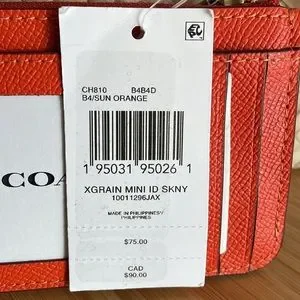 CH810 B4B4D
B4/SUN ORANGE
1 95031 95026 1
XGRAIN MINI ID SKNY
10011296JAX
MADE IN PHILIPPINES/
PHILIPPINES
$75.00
CAD
$90.00
COA